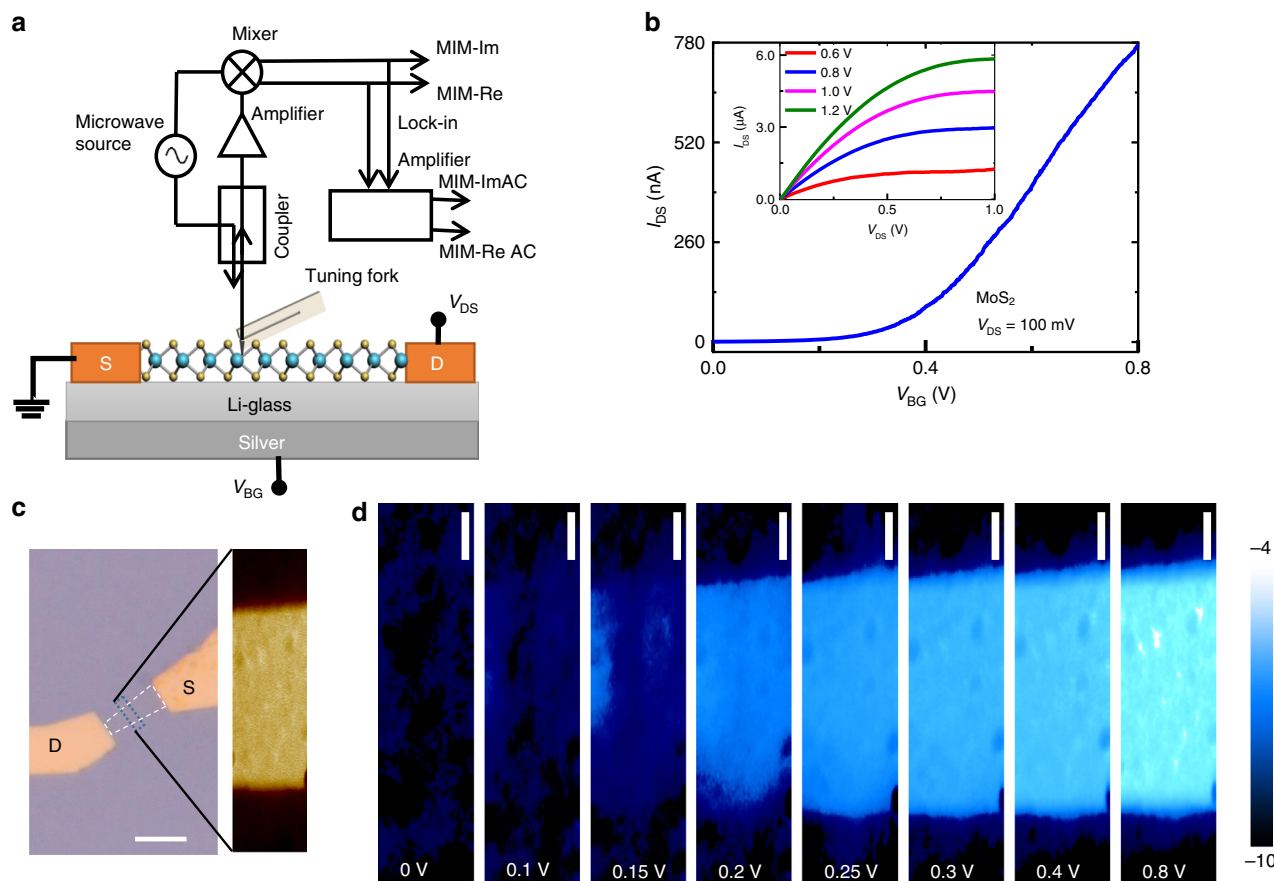 a
Mixer
MIM-Im
MIM-Re
Amplifier
Lock-in
Microwave
source
Amplifier
MIM-ImAC
MIM-Re AC
Coupler
Tuning fork
V_DS
S
D
Li-glass
Silver
V_BG
b
780
520
260
0
I_DS (nA)
0.0
0.4
0.8
V_BG (V)
MoS₂
V_DS = 100 mV
6.0
3.0
0.0
I_DS (µA)
0.6 V
0.8 V
1.0 V
1.2 V
0.0
0.5
1.0
V_DS (V)
c
S
D
d
0 V
0.1 V
0.15 V
0.2 V
0.25 V
0.3 V
0.4 V
0.8 V
–4
–10